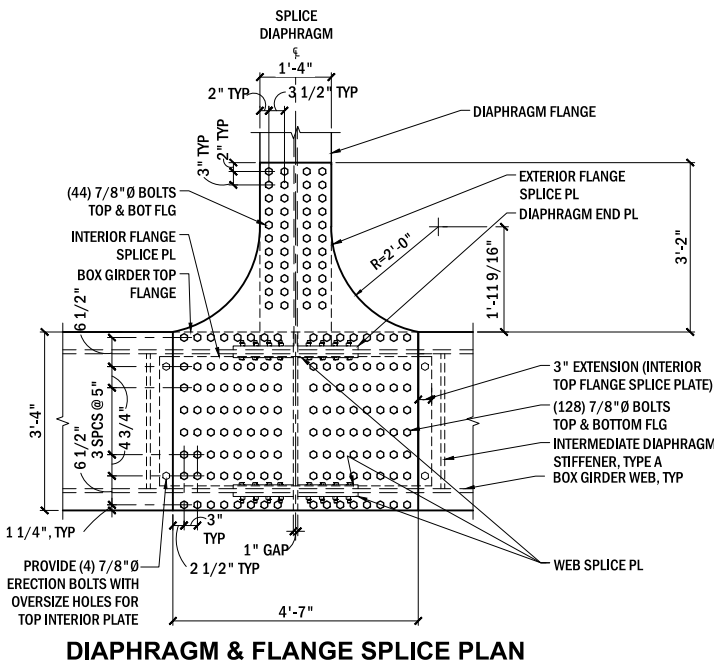 SPLICE
DIAPHRAGM
℄
1'-4"
2" TYP
3 1/2" TYP
DIAPHRAGM FLANGE
2" TYP
3" TYP
(44) 7/8"Ø BOLTS
TOP & BOT FLG
EXTERIOR FLANGE
SPLICE PL
DIAPHRAGM END PL
INTERIOR FLANGE
SPLICE PL
BOX GIRDER TOP
FLANGE
R=2'-0"
1'-11 9/16"
3'-2"
6 1/2"
3 SPCS @ 5"
4 3/4"
6 1/2"
3'-4"
3" EXTENSION (INTERIOR
TOP FLANGE SPLICE PLATE)
(128) 7/8"Ø BOLTS
TOP & BOTTOM FLG
INTERMEDIATE DIAPHRAGM
STIFFENER, TYPE A
BOX GIRDER WEB, TYP
1 1/4", TYP
3"
TYP
1" GAP
2 1/2" TYP
WEB SPLICE PL
PROVIDE (4) 7/8"Ø
ERECTION BOLTS WITH
OVERSIZE HOLES FOR
TOP INTERIOR PLATE
4'-7"
DIAPHRAGM & FLANGE SPLICE PLAN